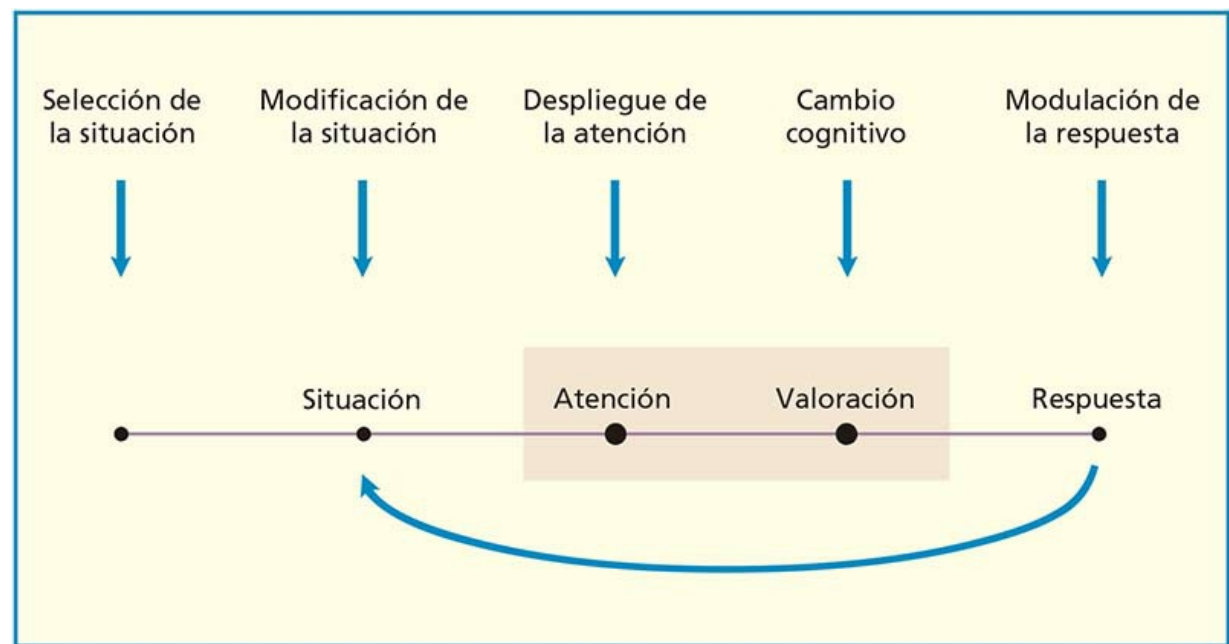 Selección de
la situación
Modificación de
la situación
Despliegue de
la atención
Cambio
cognitivo
Modulación de
la respuesta
Situación
Atención
Valoración
Respuesta